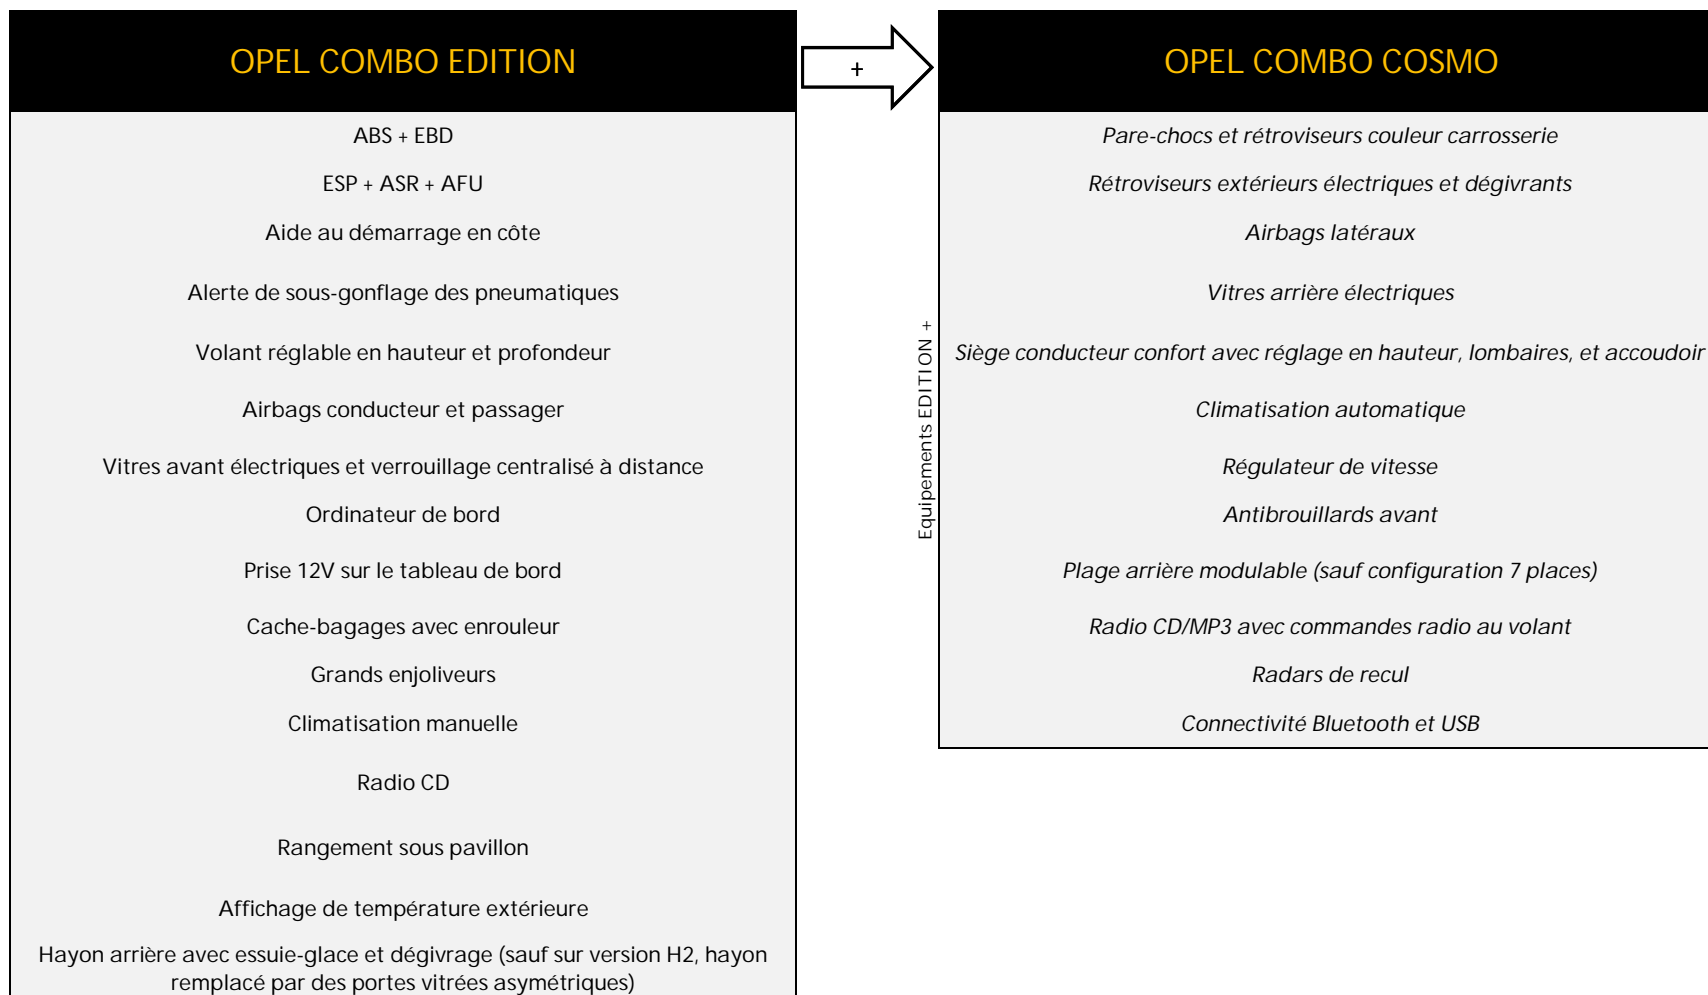 OPEL COMBO EDITION
ABS + EBD
ESP + ASR + AFU
Aide au démarrage en côte
Alerte de sous-gonflage des pneumatiques
Volant réglable en hauteur et profondeur
Airbags conducteur et passager
Vitres avant électriques et verrouillage centralisé à distance
Ordinateur de bord
Prise 12V sur le tableau de bord
Cache-bagages avec enrouleur
Grands enjoliveurs
Climatisation manuelle
Radio CD
Rangement sous pavillon
Affichage de température extérieure
Hayon arrière avec essuie-glace et dégivrage (sauf sur version H2, hayon
remplacé par des portes vitrées asymétriques)
+
Equipements EDITION +
OPEL COMBO COSMO
Pare-chocs et rétroviseurs couleur carrosserie
Rétroviseurs extérieurs électriques et dégivrants
Airbags latéraux
Vitres arrière électriques
Siège conducteur confort avec réglage en hauteur, lombaires, et accoudoir
Climatisation automatique
Régulateur de vitesse
Antibrouillards avant
Plage arrière modulable (sauf configuration 7 places)
Radio CD/MP3 avec commandes radio au volant
Radars de recul
Connectivité Bluetooth et USB